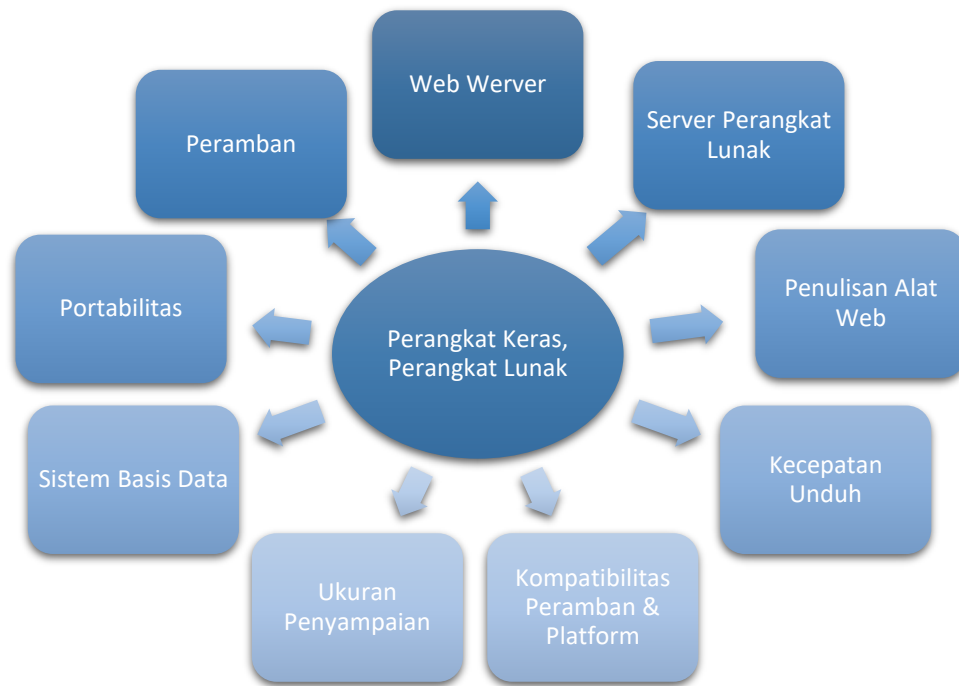 Web Werver
Server Perangkat
Lunak
Penulisan Alat
Web
Kecepatan
Unduh
Kompatibilitas
Peramban &
Platform
Ukuran
Penyampaian
Sistem Basis Data
Portabilitas
Peramban
Perangkat Keras,
Perangkat Lunak